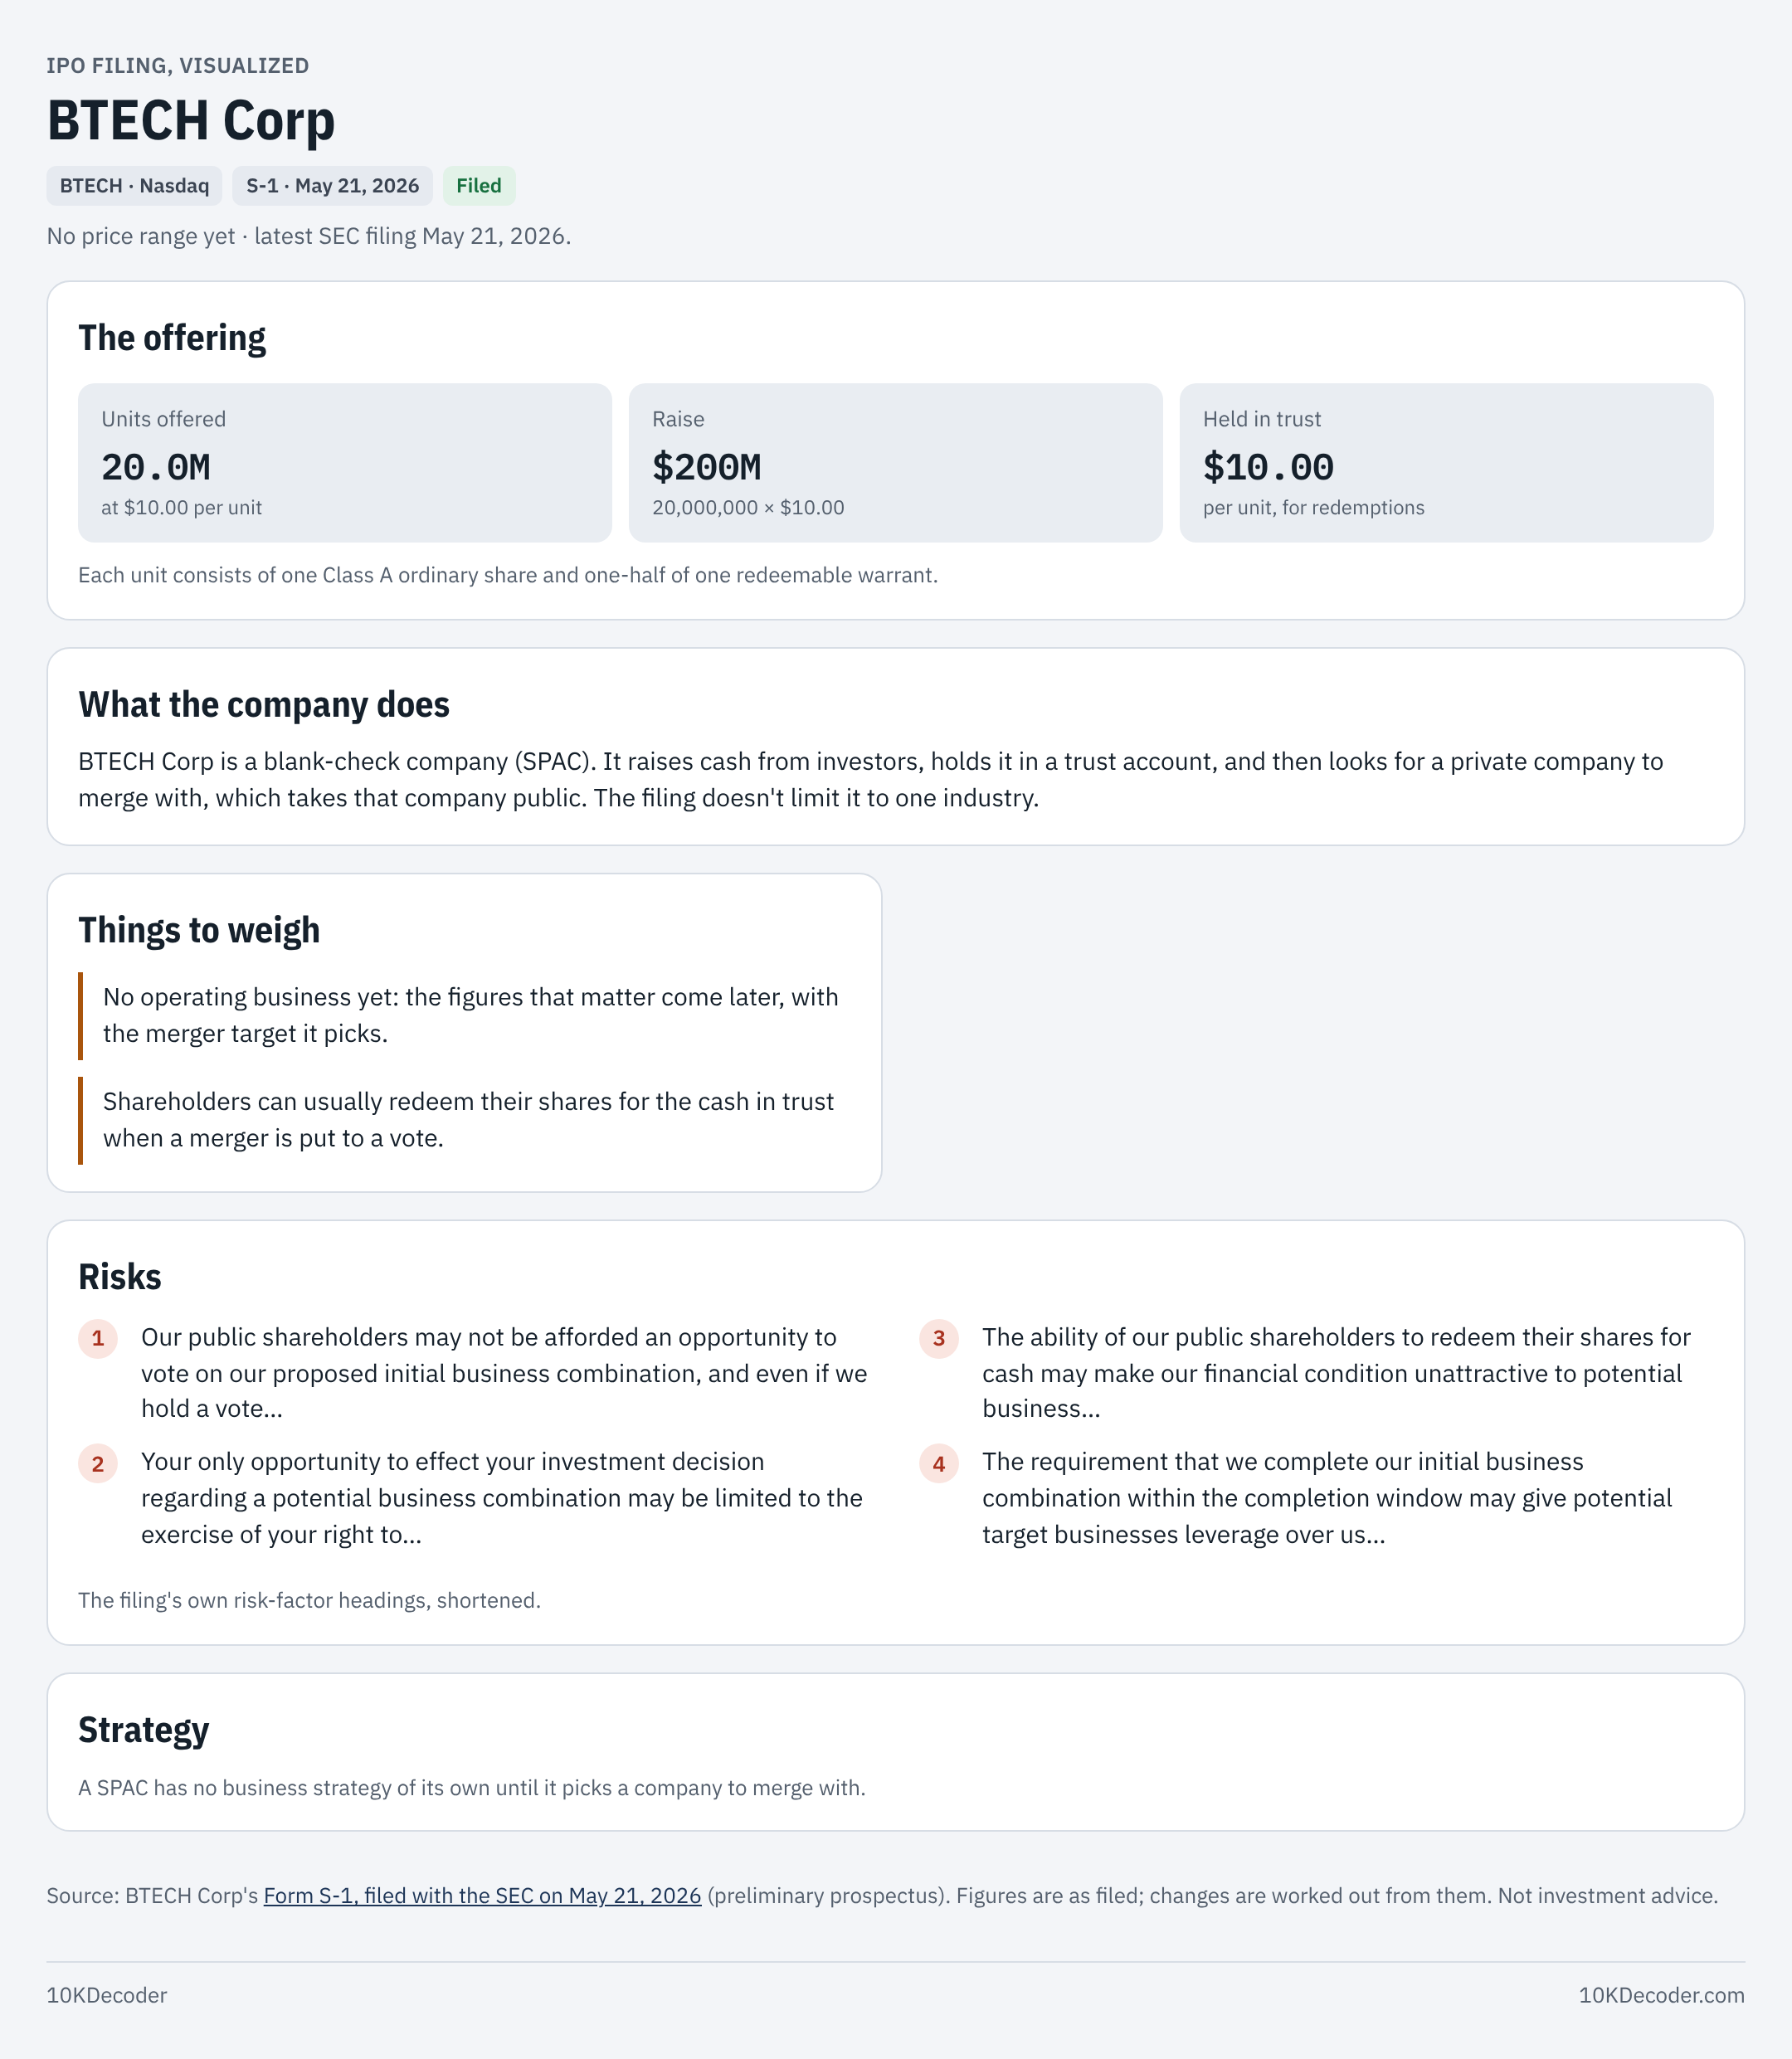 IPO FILING, VISUALIZED
BTECH Corp
BTECH · Nasdaq
S-1 · May 21, 2026
Filed
No price range yet · latest SEC filing May 21, 2026.
The offering
Units offered
20.0M
at $10.00 per unit
Raise
$200M
20,000,000 × $10.00
Held in trust
$10.00
per unit, for redemptions
Each unit consists of one Class A ordinary share and one-half of one redeemable warrant.
What the company does
BTECH Corp is a blank-check company (SPAC). It raises cash from investors, holds it in a trust account, and then looks for a private company to
merge with, which takes that company public. The filing doesn't limit it to one industry.
Things to weigh
No operating business yet: the figures that matter come later, with
the merger target it picks.
Shareholders can usually redeem their shares for the cash in trust
when a merger is put to a vote.
Risks
1
Our public shareholders may not be afforded an opportunity to
vote on our proposed initial business combination, and even if we
hold a vote…
2
Your only opportunity to effect your investment decision
regarding a potential business combination may be limited to the
exercise of your right to…
3
The ability of our public shareholders to redeem their shares for
cash may make our financial condition unattractive to potential
business…
4
The requirement that we complete our initial business
combination within the completion window may give potential
target businesses leverage over us…
The filing's own risk-factor headings, shortened.
Strategy
A SPAC has no business strategy of its own until it picks a company to merge with.
Source: BTECH Corp's Form S-1, filed with the SEC on May 21, 2026 (preliminary prospectus). Figures are as filed; changes are worked out from them. Not investment advice.
10KDecoder
10KDecoder.com